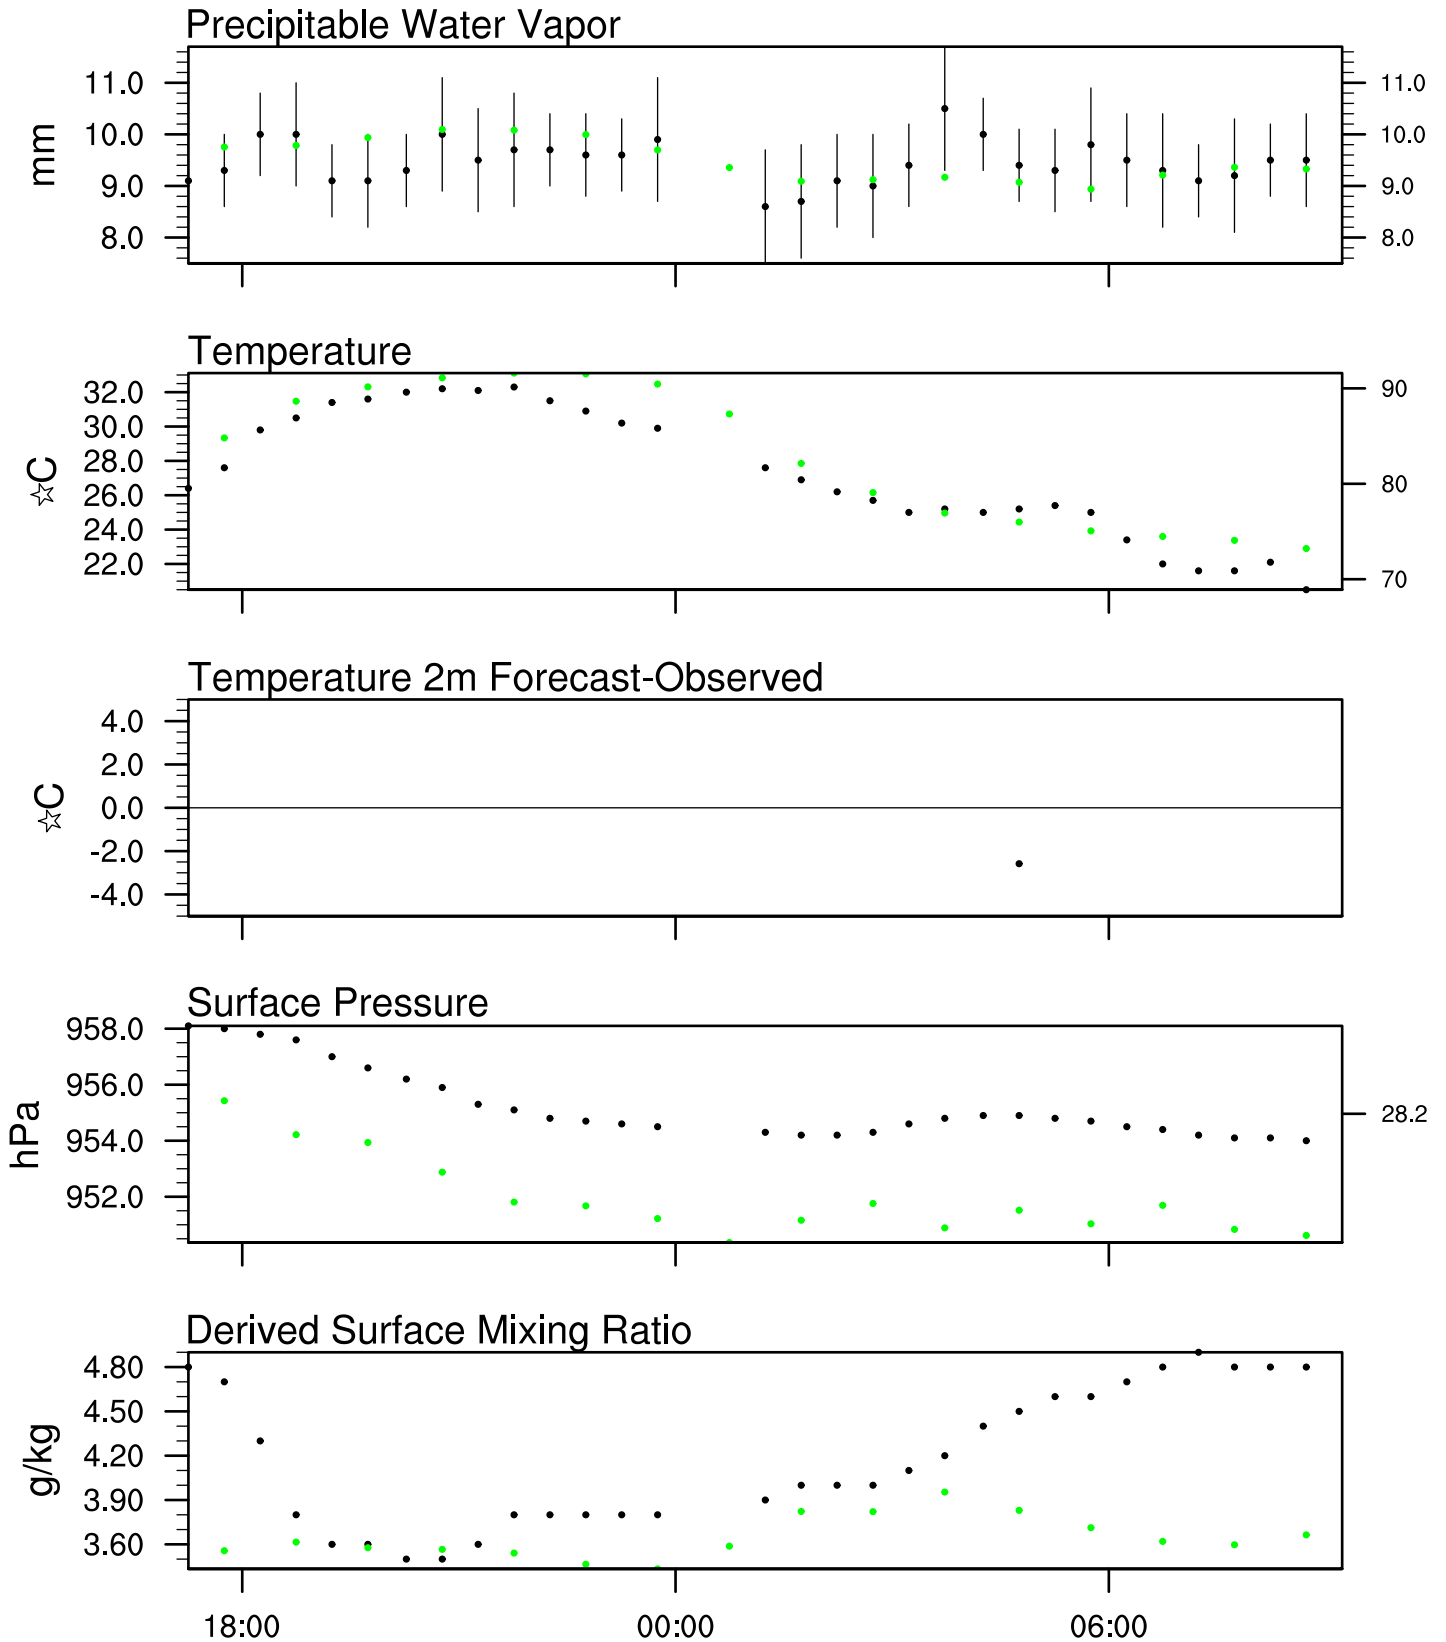 Precipitable Water Vapor
mm
11.0
10.0
9.0
8.0
11.0
10.0
9.0
8.0
Temperature
☆C
32.0
30.0
28.0
26.0
24.0
22.0
90
80
70
Temperature 2m Forecast-Observed
☆C
4.0
2.0
0.0
-2.0
-4.0
Surface Pressure
hPa
958.0
956.0
954.0
952.0
28.2
Derived Surface Mixing Ratio
g/kg
4.80
4.50
4.20
3.90
3.60
18:00 00:00 06:00